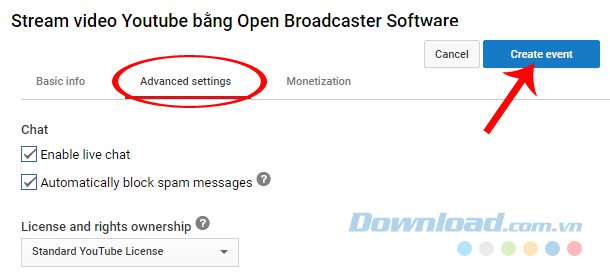 Stream video Youtube bằng Open Broadcaster Software
Cancel
Create event
Basic info
Advanced settings
Monetization
Chat
Enable live chat
Automatically block spam messages ?
License and rights ownership ?
Standard YouTube License
Download.com.vn